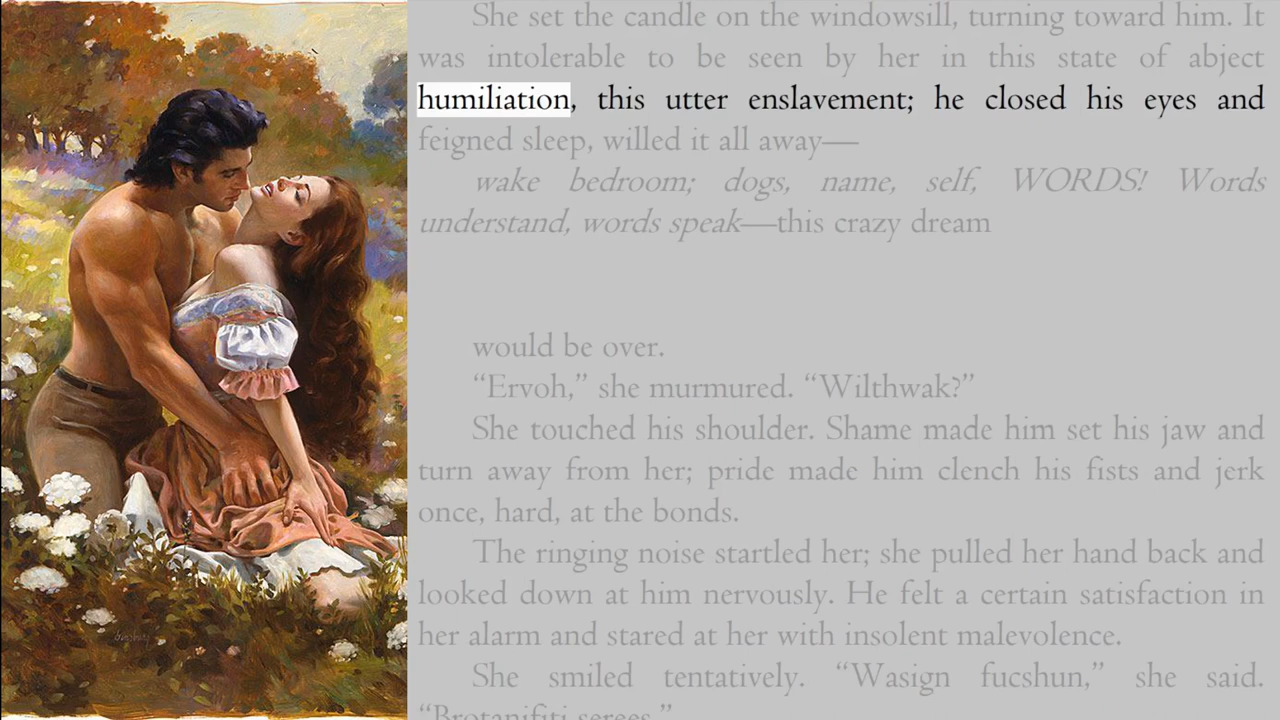 She set the candle on the windowsill, turning toward him. It
was intolerable to be seen by her in this state of abject
humiliation, this utter enslavement; he closed his eyes and
feigned sleep, willed it all away—
wake bedroom; dogs, name, self, WORDS! Words
understand, words speak—this crazy dream
would be over.
“Ervoh,” she murmured. “Wilthwak?”
She touched his shoulder. Shame made him set his jaw and
turn away from her; pride made him clench his fists and jerk
once, hard, at the bonds.
The ringing noise startled her; she pulled her hand back and
looked down at him nervously. He felt a certain satisfaction in
her alarm and stared at her with insolent malevolence.
She smiled tentatively. “Wasign fucshun,” she said.
“Brotanifiti serees.”